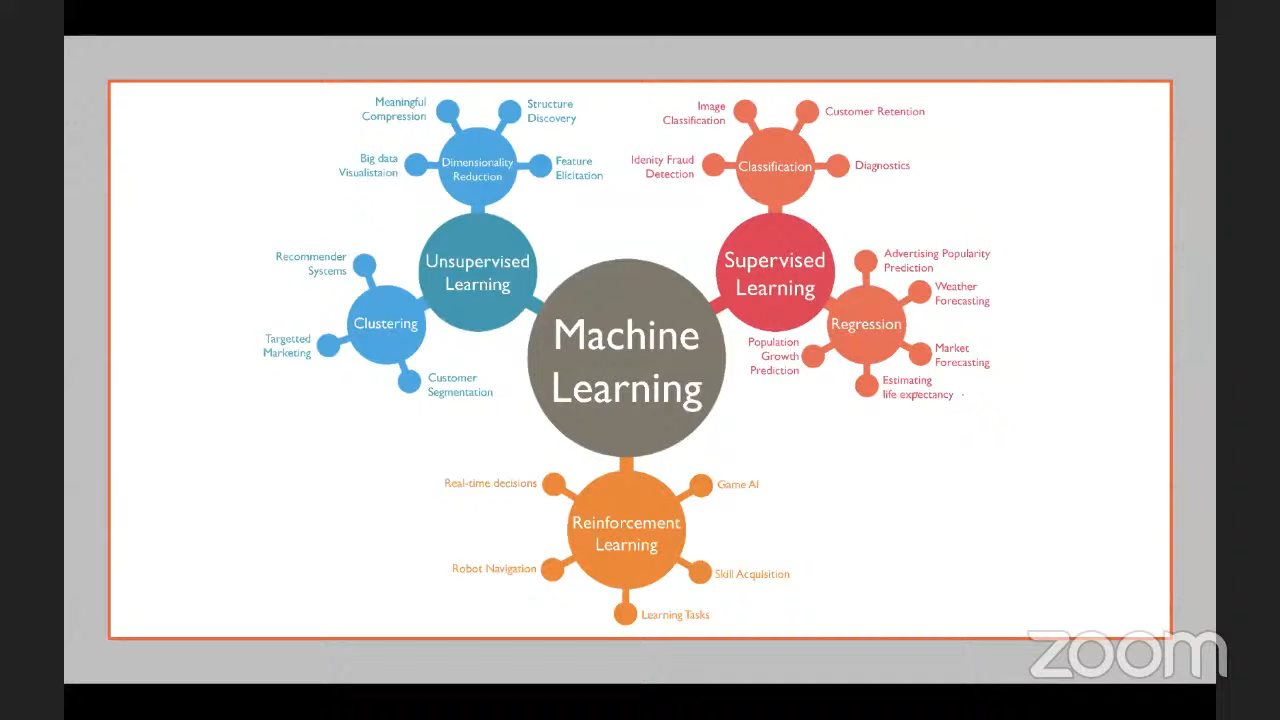 Meaningful
Compression
Structure
Discovery
Big data
Visualistaion
Dimensionality
Reduction
Feature
Elicitation
Image
Classification
Customer Retention
Idenity Fraud
Detection
Classification
Diagnostics
Recommender
Systems
Unsupervised
Learning
Clustering
Targetted
Marketing
Customer
Segmentation
Machine
Learning
Supervised
Learning
Advertising Popularity
Prediction
Weather
Forecasting
Regression
Population
Growth
Prediction
Market
Forecasting
Estimating
life expectancy
Real-time decisions
Game AI
Reinforcement
Learning
Robot Navigation
Skill Acquisition
Learning Tasks
zoom